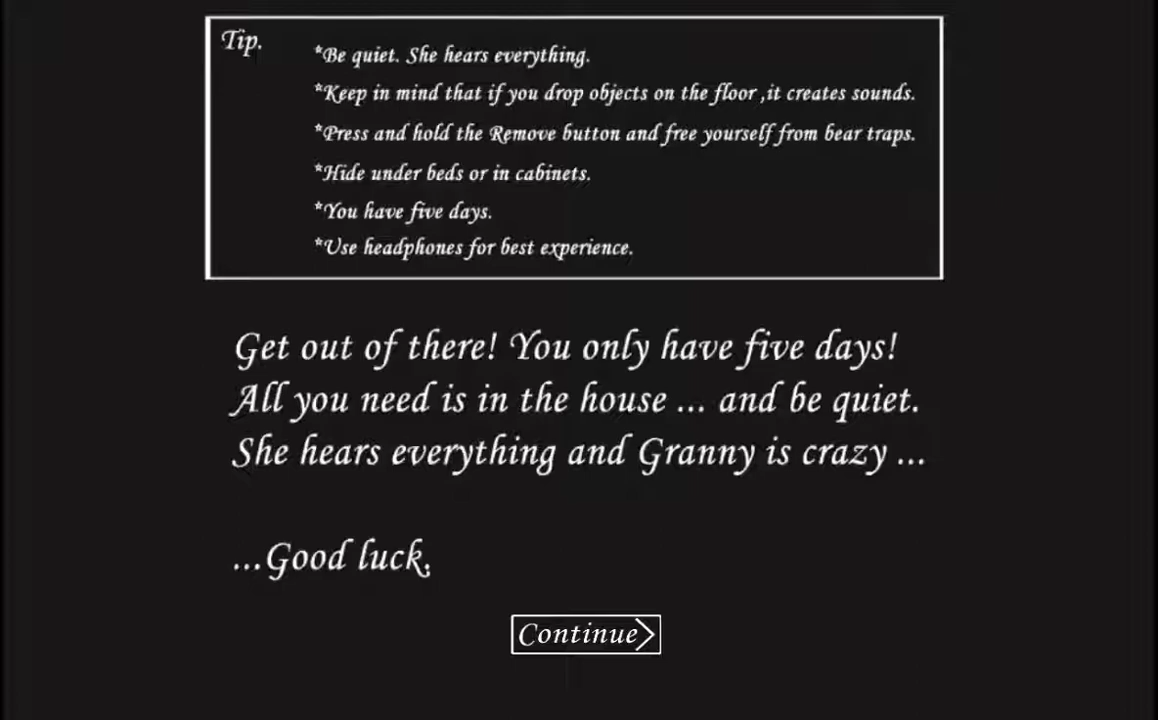 Tip.
*Be quiet. She hears everything.
*Keep in mind that if you drop objects on the floor ,it creates sounds.
*Press and hold the Remove button and free yourself from bear traps.
*Hide under beds or in cabinets.
*You have five days.
*Use headphones for best experience.
Get out of there! You only have five days!
All you need is in the house ... and be quiet.
She hears everything and Granny is crazy ...
...Good luck.
Continue>